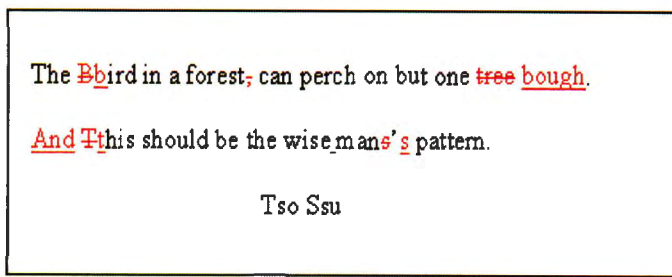 The Bbird in a forest, can perch on but one tree bough.
And Tthis should be the wise mans's pattern.
Tso Ssu